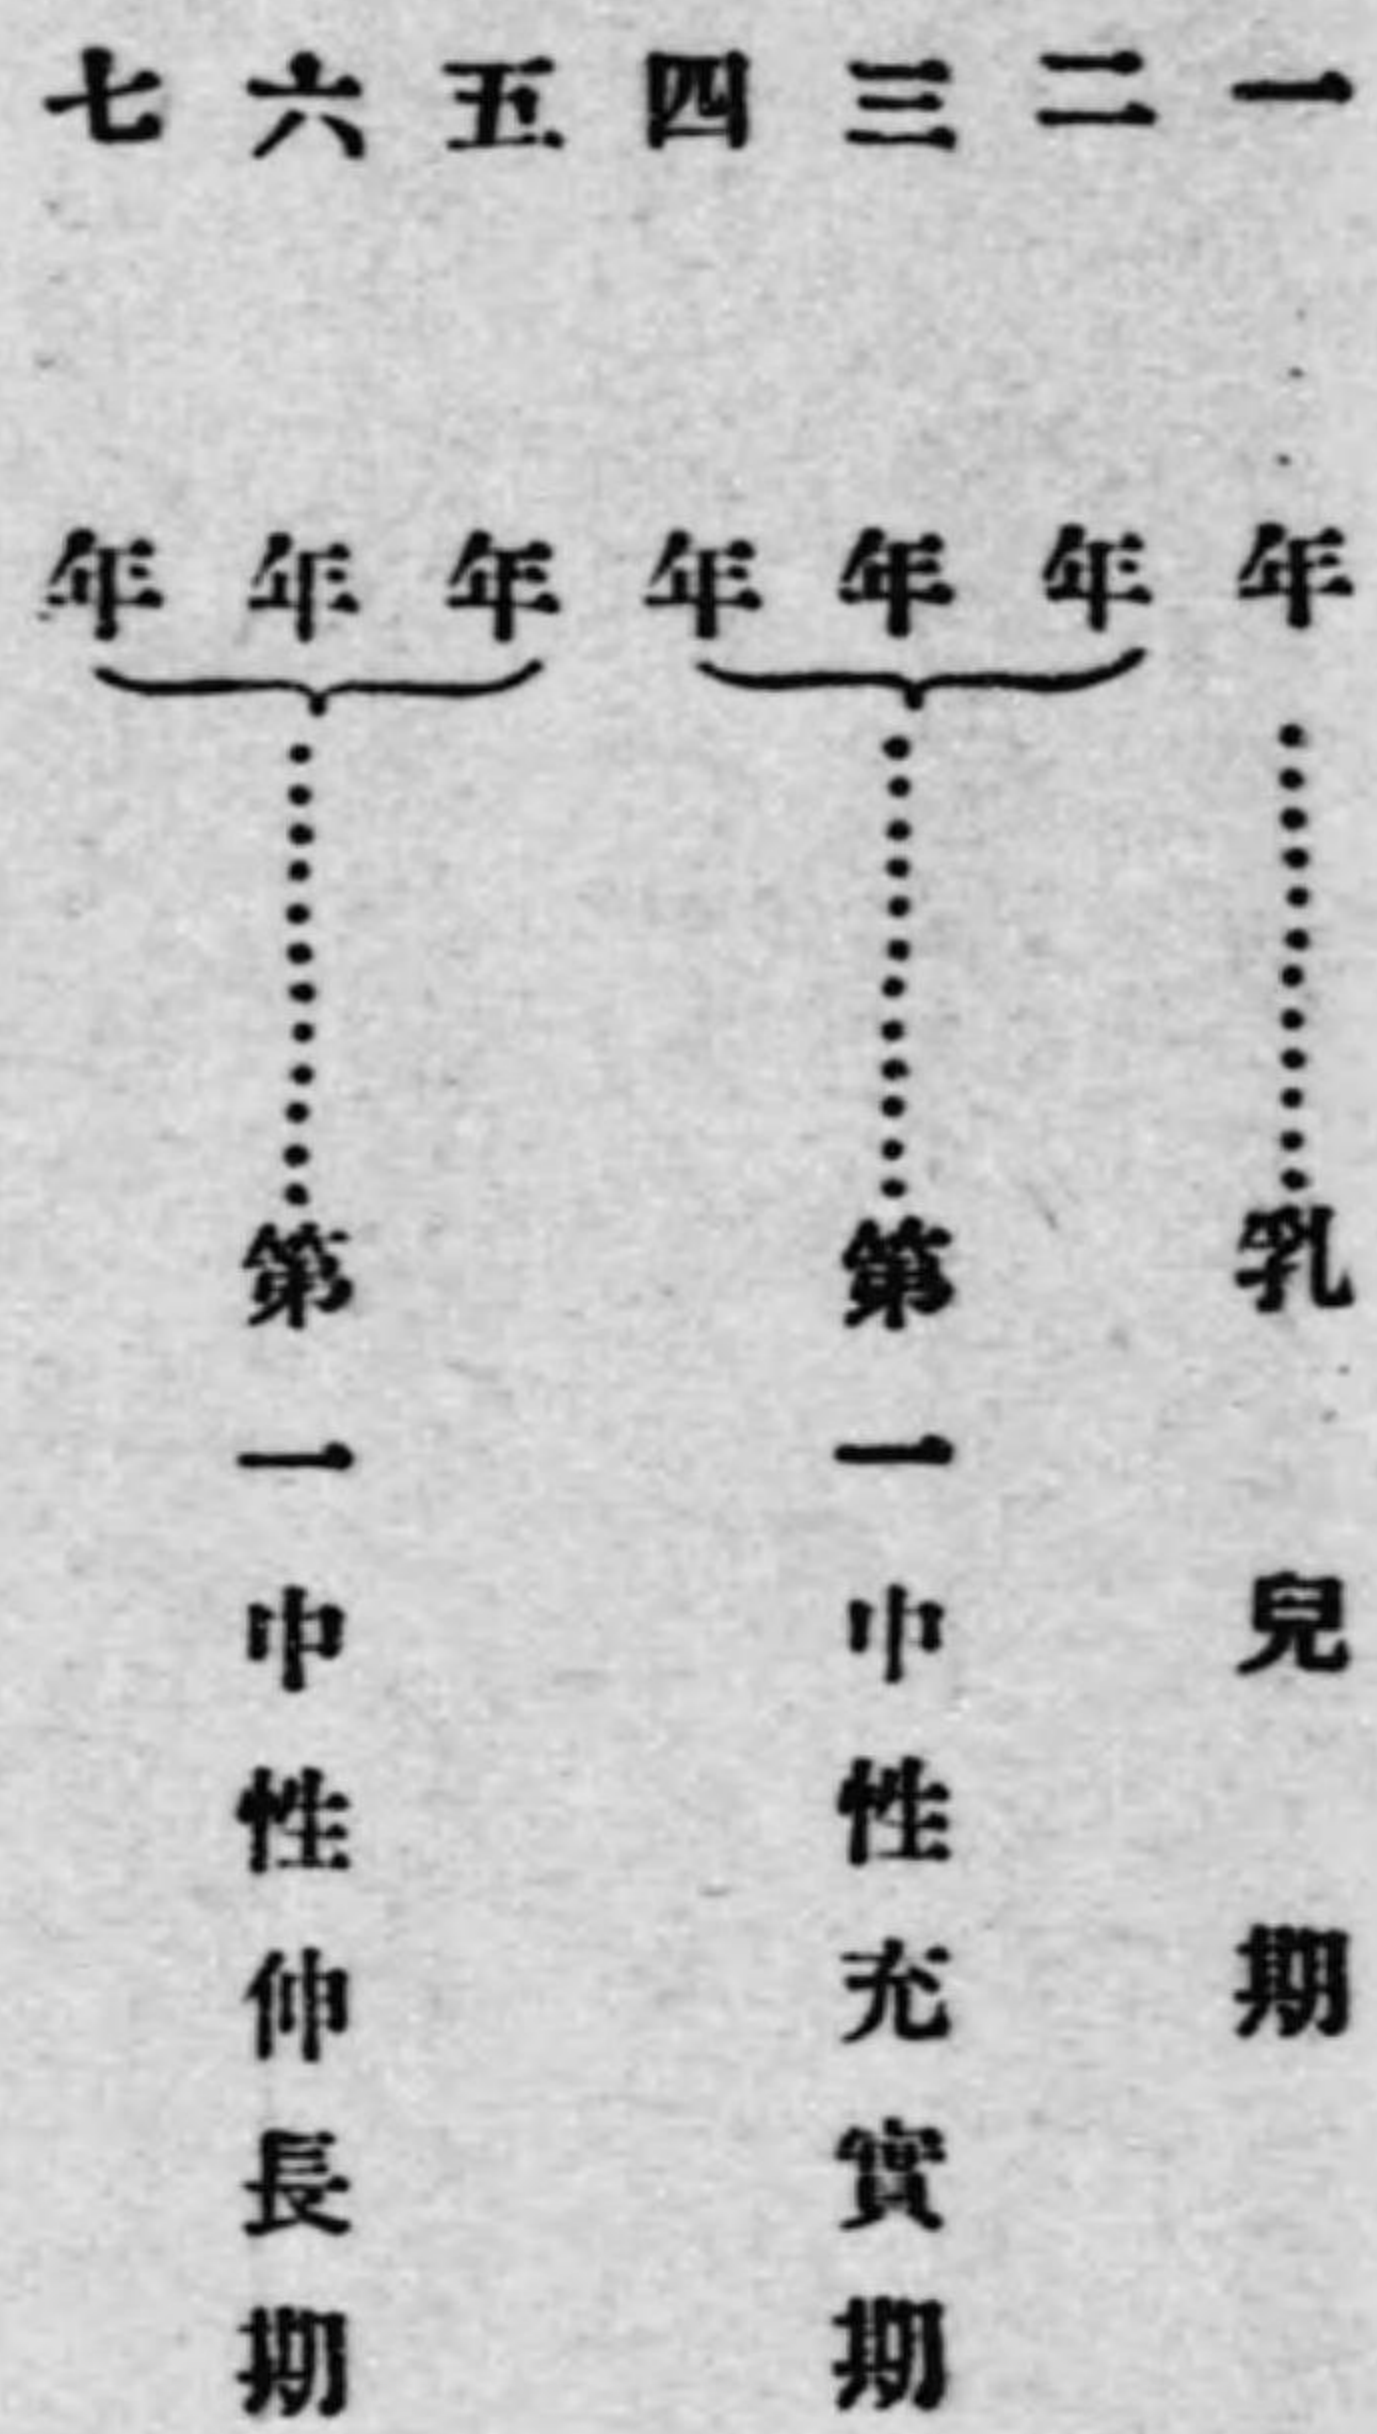 一年…………乳兒期
二年
三年…………第一中性充實期
四年
五年
六年…………第一中性伸長期
七年